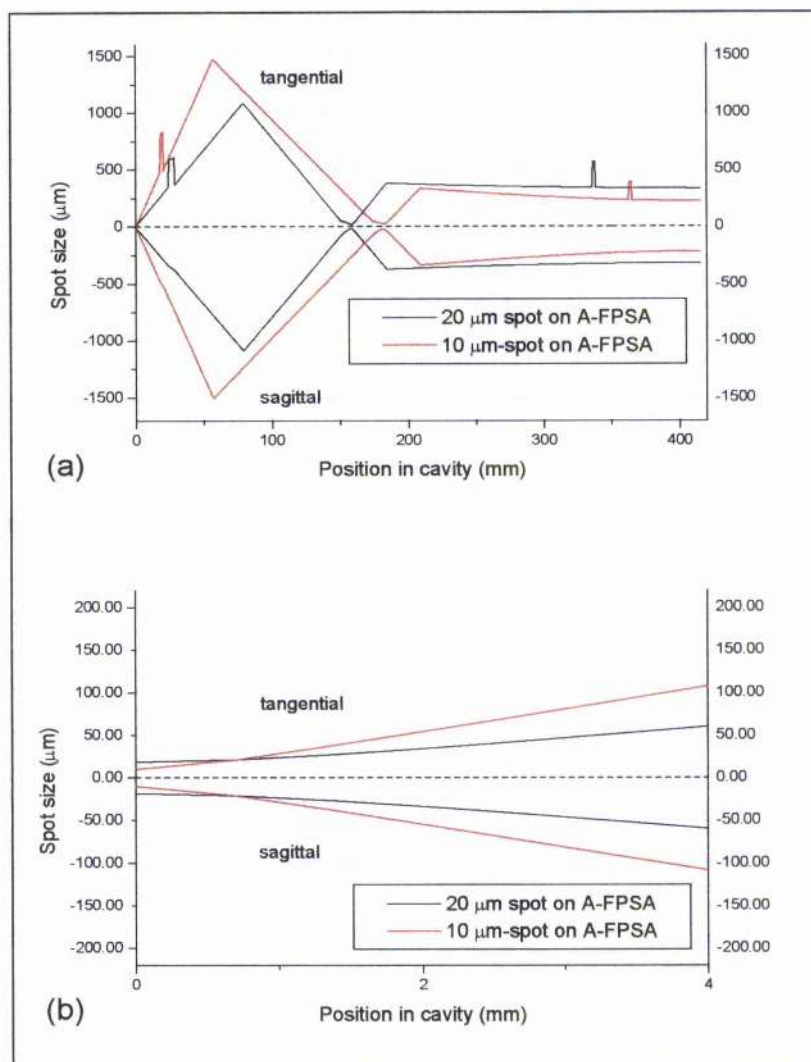 1500
1000
500
0
-500
-1000
-1500
Spot size (µm)
tangential
sagittal
20 µm spot on A-FPSA
10 µm-spot on A-FPSA
1500
1000
500
0
-500
-1000
-1500
0
100
200
300
400
Position in cavity (mm)
(a)
200.00
150.00
100.00
50.00
0.00
-50.00
-100.00
-150.00
-200.00
Spot size (µm)
tangential
sagittal
20 µm spot on A-FPSA
10 µm-spot on A-FPSA
200.00
150.00
100.00
50.00
0.00
-50.00
-100.00
-150.00
-200.00
0
2
4
Position in cavity (mm)
(b)